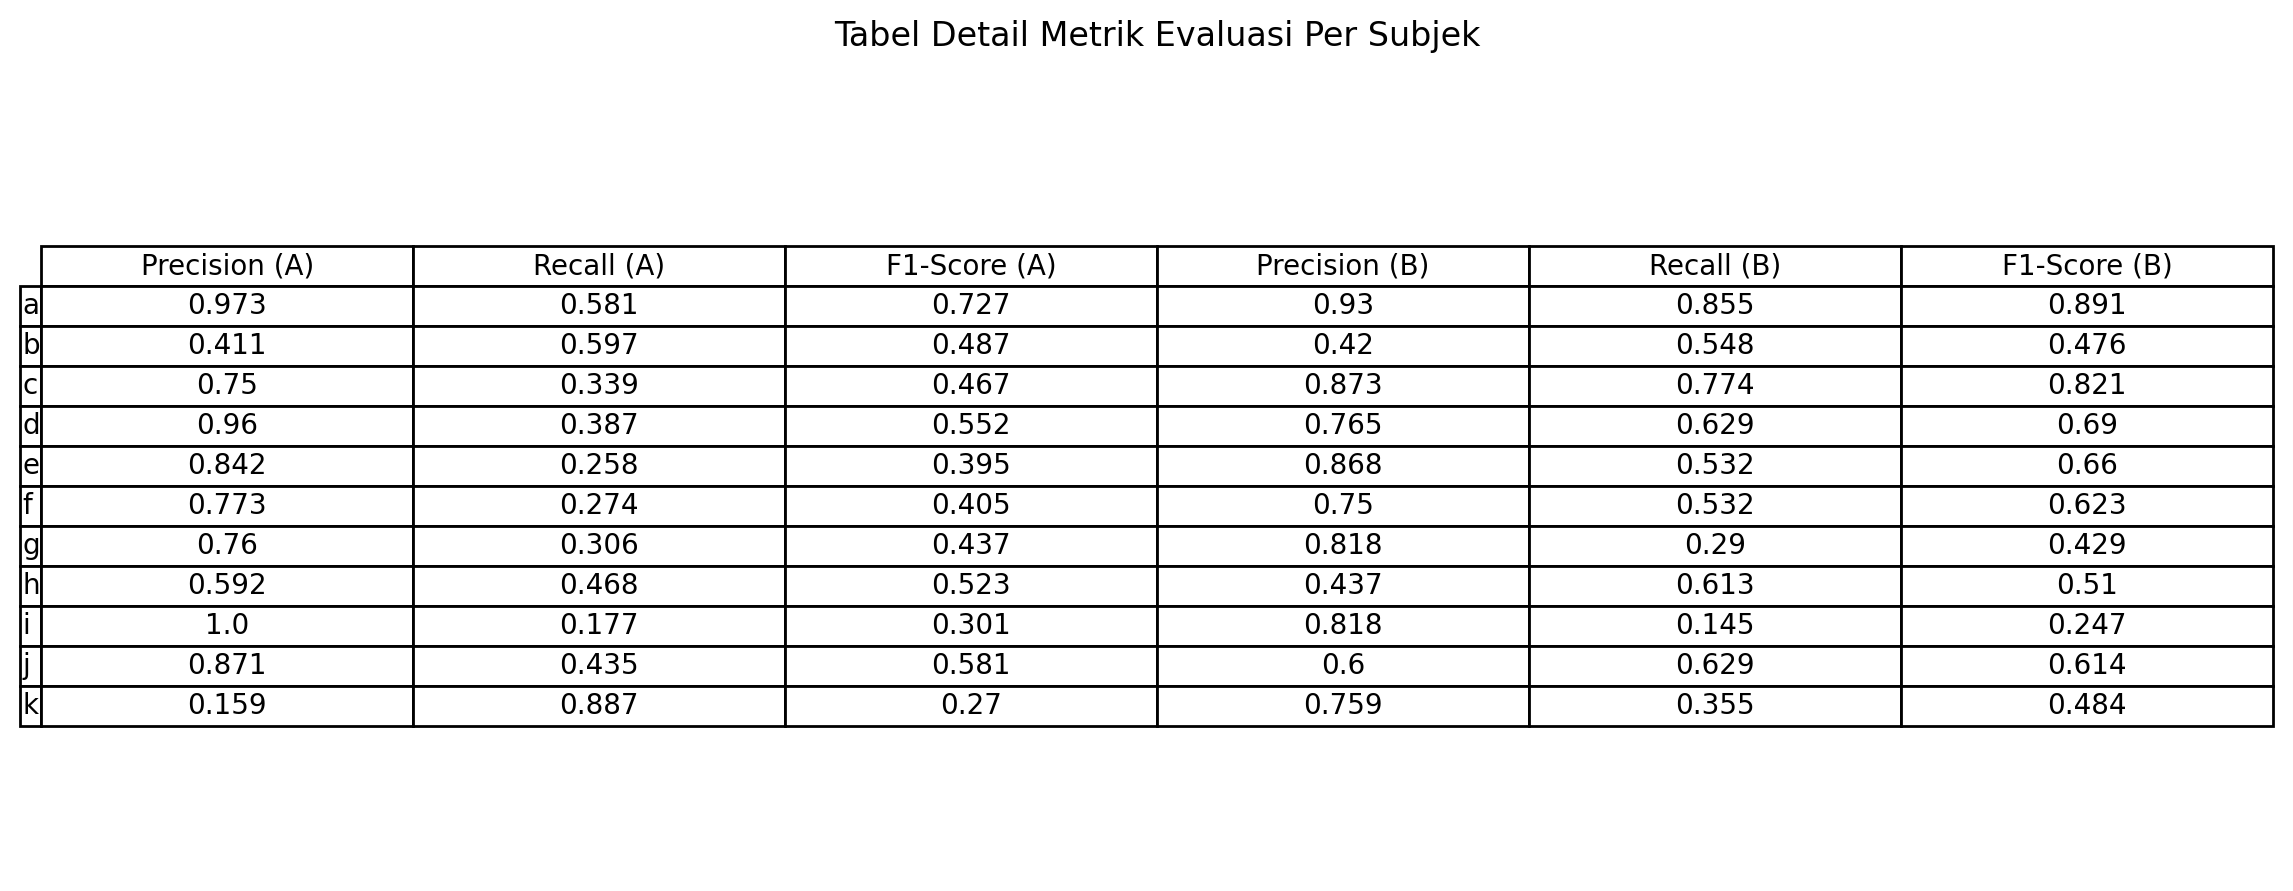 Tabel Detail Metrik Evaluasi Per Subjek
Precision (A) Recall (A) F1-Score (A) Precision (B) Recall (B) F1-Score (B)
a 0.973 0.581 0.727 0.93 0.855 0.891
b 0.411 0.597 0.487 0.42 0.548 0.476
c 0.75 0.339 0.467 0.873 0.774 0.821
d 0.96 0.387 0.552 0.765 0.629 0.69
e 0.842 0.258 0.395 0.868 0.532 0.66
f 0.773 0.274 0.405 0.75 0.532 0.623
g 0.76 0.306 0.437 0.818 0.29 0.429
h 0.592 0.468 0.523 0.437 0.613 0.51
i 1.0 0.177 0.301 0.818 0.145 0.247
j 0.871 0.435 0.581 0.6 0.629 0.614
k 0.159 0.887 0.27 0.759 0.355 0.484